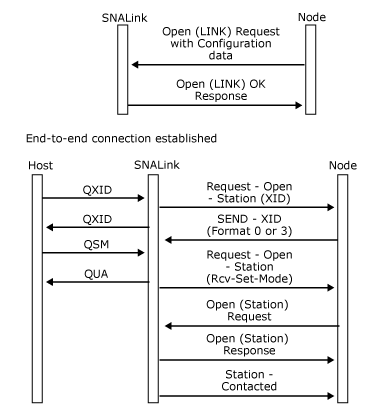 SNALink
Node
Open (LINK) Request
with Configuration
data
Open (LINK) OK
Response
End-to-end connection established
Host
SNALink
Node
QXID
Request - Open
- Station (XID)
QXID
SEND - XID
(Format 0 or 3)
QSM
Request - Open
- Station
(Rcv-Set-Mode)
QUA
Open (Station)
Request
Open (Station)
Response
Station -
Contacted